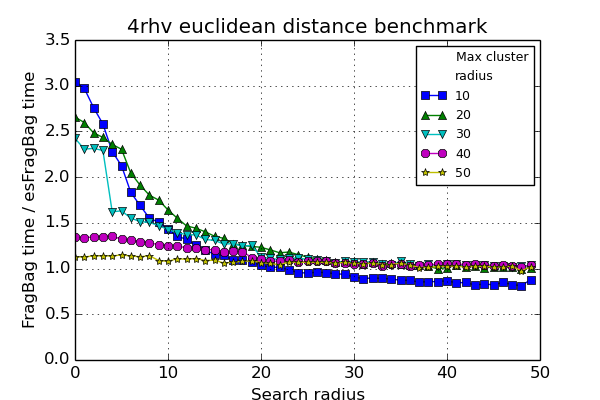 4rhv euclidean distance benchmark
FragBag time / esFragBag time
3.5
3.0
2.5
2.0
1.5
1.0
0.5
0.0
Max cluster
radius
10
20
30
40
50
0 10 20 30 40 50
Search radius